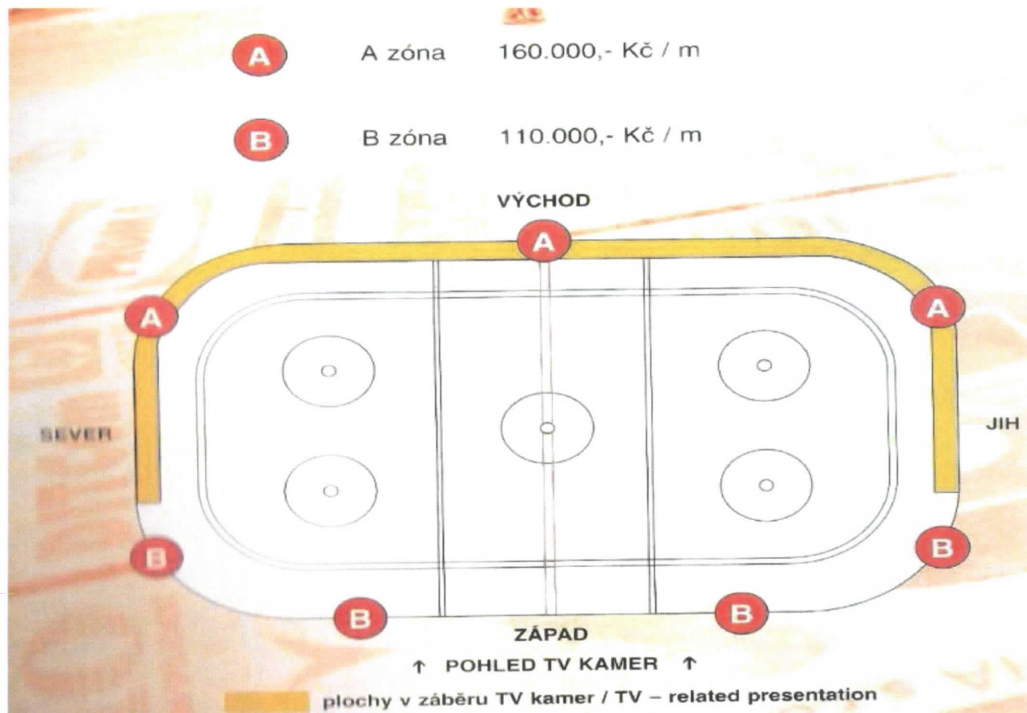 A A zóna 160.000,- Kč / m
B B zóna 110.000,- Kč / m
VÝCHOD
A
A A
SEVER JIH
B B
B B
ZÁPAD
↑ POHLED TV KAMER ↑
plochy v záběru TV kamer / TV – related presentation